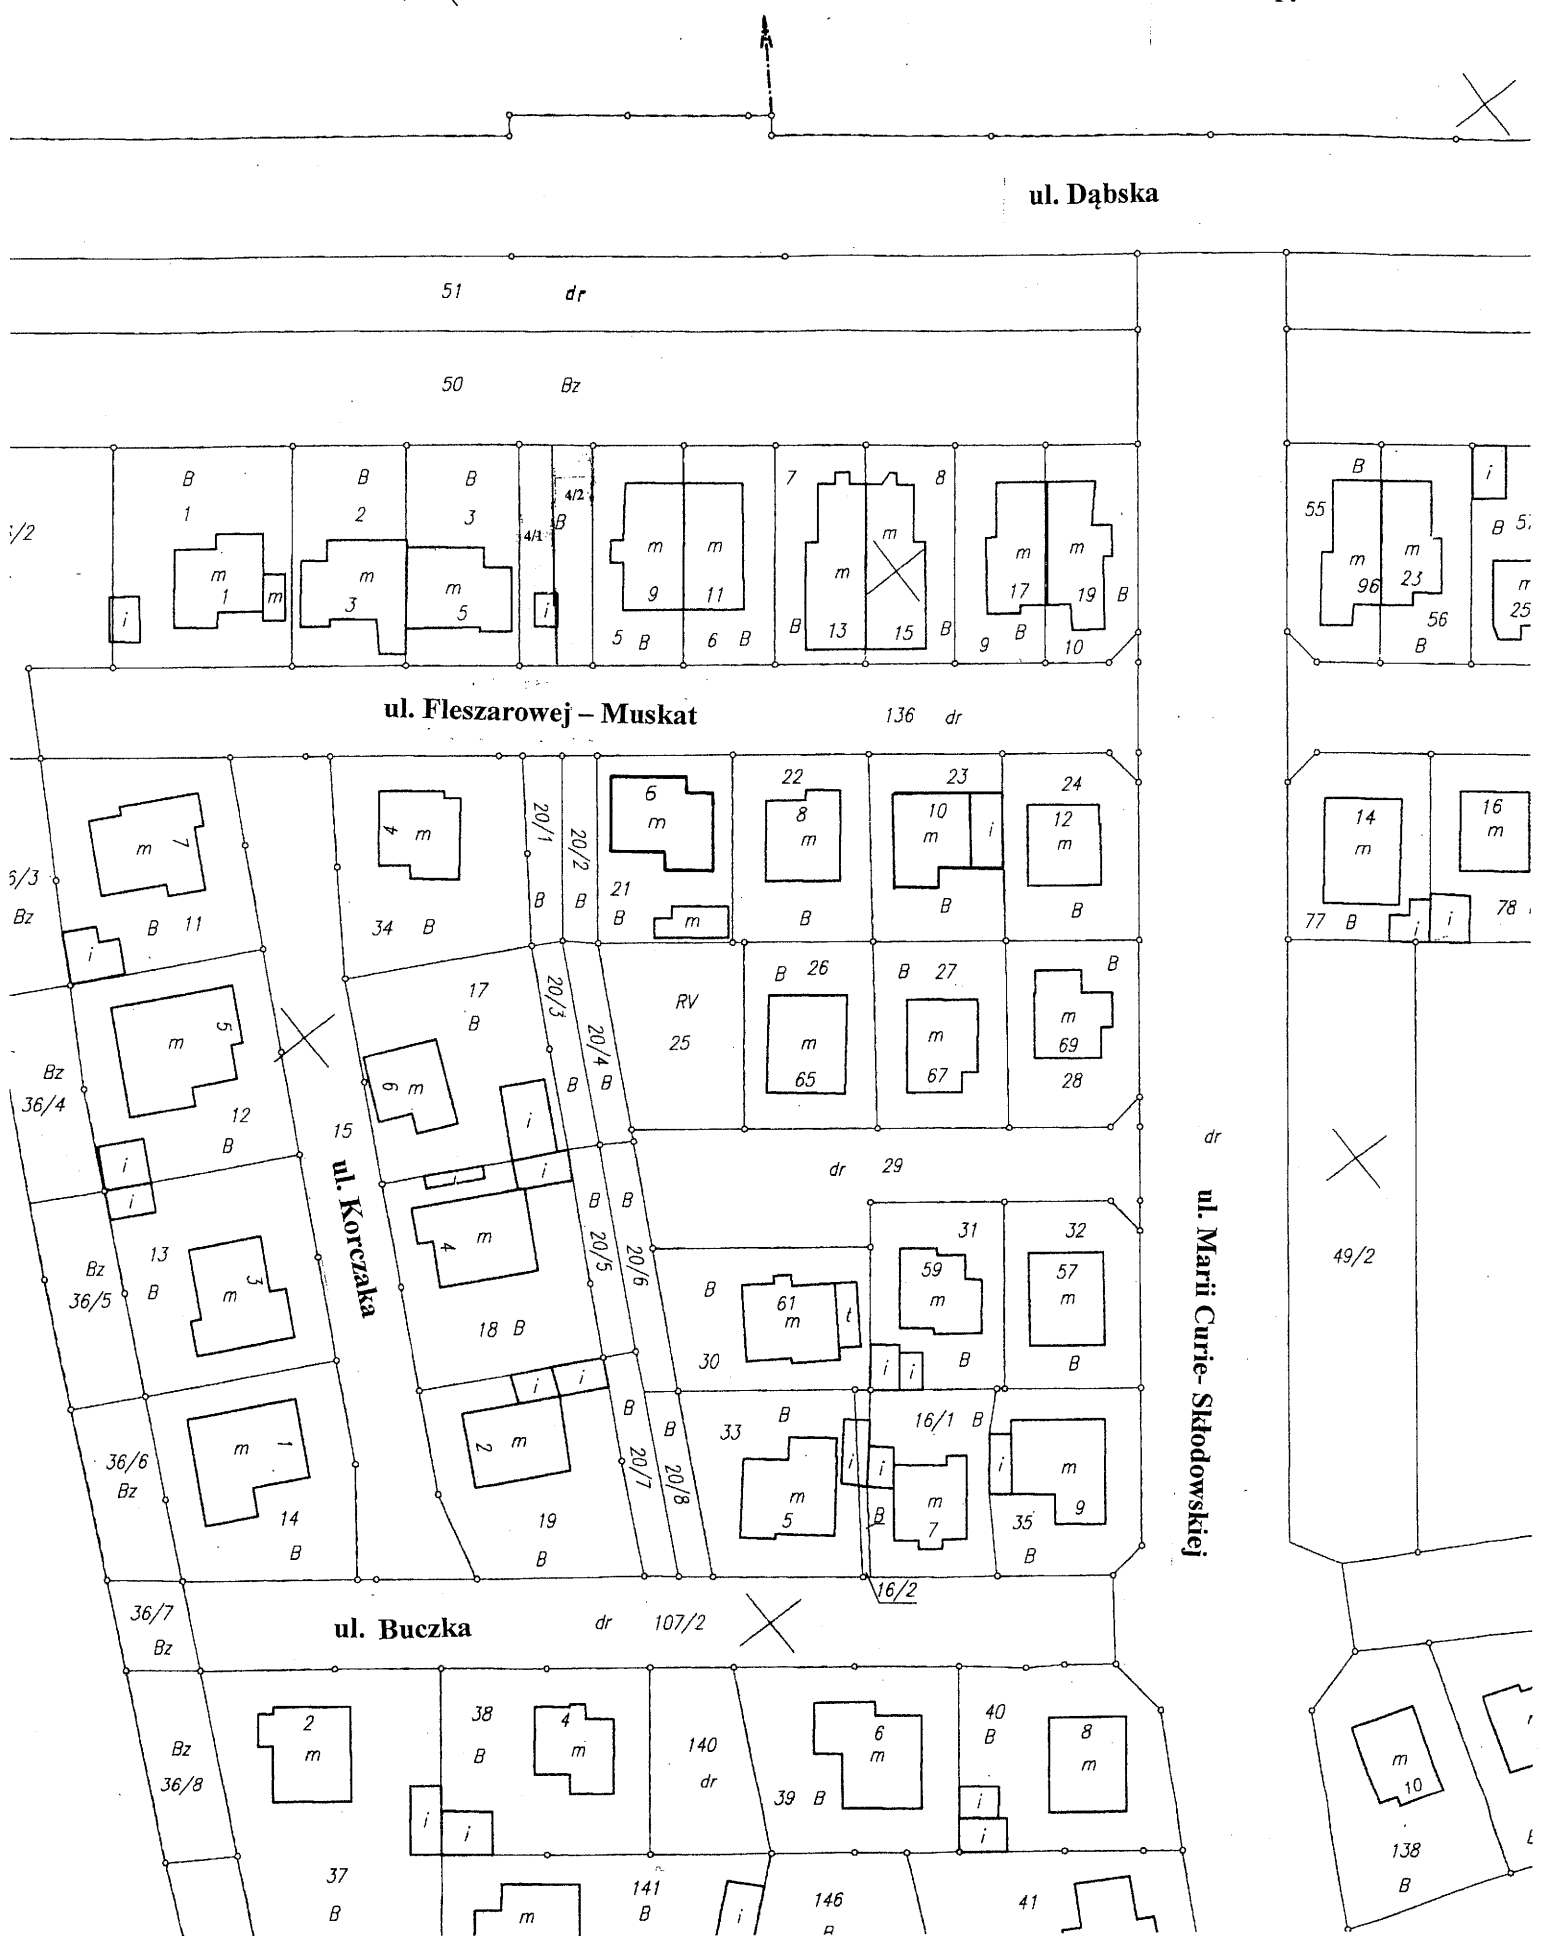 ul. Dąbska
51 dr
50 Bz
B B B 4/2 7 8 B i
1 2 3 4/1 B 55 B
/2
m m m m m m m m m m m
1 m 3 5 9 11 17 19 B 96 23 25
i i 5 B 6 B B 13 15 B 9 B 10 56 B
ul. Fleszarowej – Muskat 136 dr
22 23 24
4 m 20/1 20/2 6 m 8 m 10 m i 12 m 14 m 16 m
m 7
6/3
Bz B 11 34 B B B 21 B m B B B 77 B i i 78
i
17 B 20/3 RV B 26 B 27 B
m 5 20/4 25 m 65 m 67 m 69 28
Bz
36/4 12 B 15 6 m B B
i dr
i i i i dr 29
ul. Korczaka
ul. Marii Curie- Skłodowskiej
13 B m 4 B B 31 32
Bz 20/5 20/6 49/2
36/5 m 3 B 61 m t 59 m 57 m
18 B 30 i i B B
i i
36/6 m 1 2 m B B 33 B 16/1 B
Bz 20/7 20/8 i i i m 9
14 19 m 5 B m 7 35
B B B
16/2
36/7 ul. Buczka dr 107/2
Bz
2 m 38 4 m 140 6 m 40 8 m
Bz B dr B m
36/8 39 B 10
i i i i
138
37 141 146 41 B
B m B i B